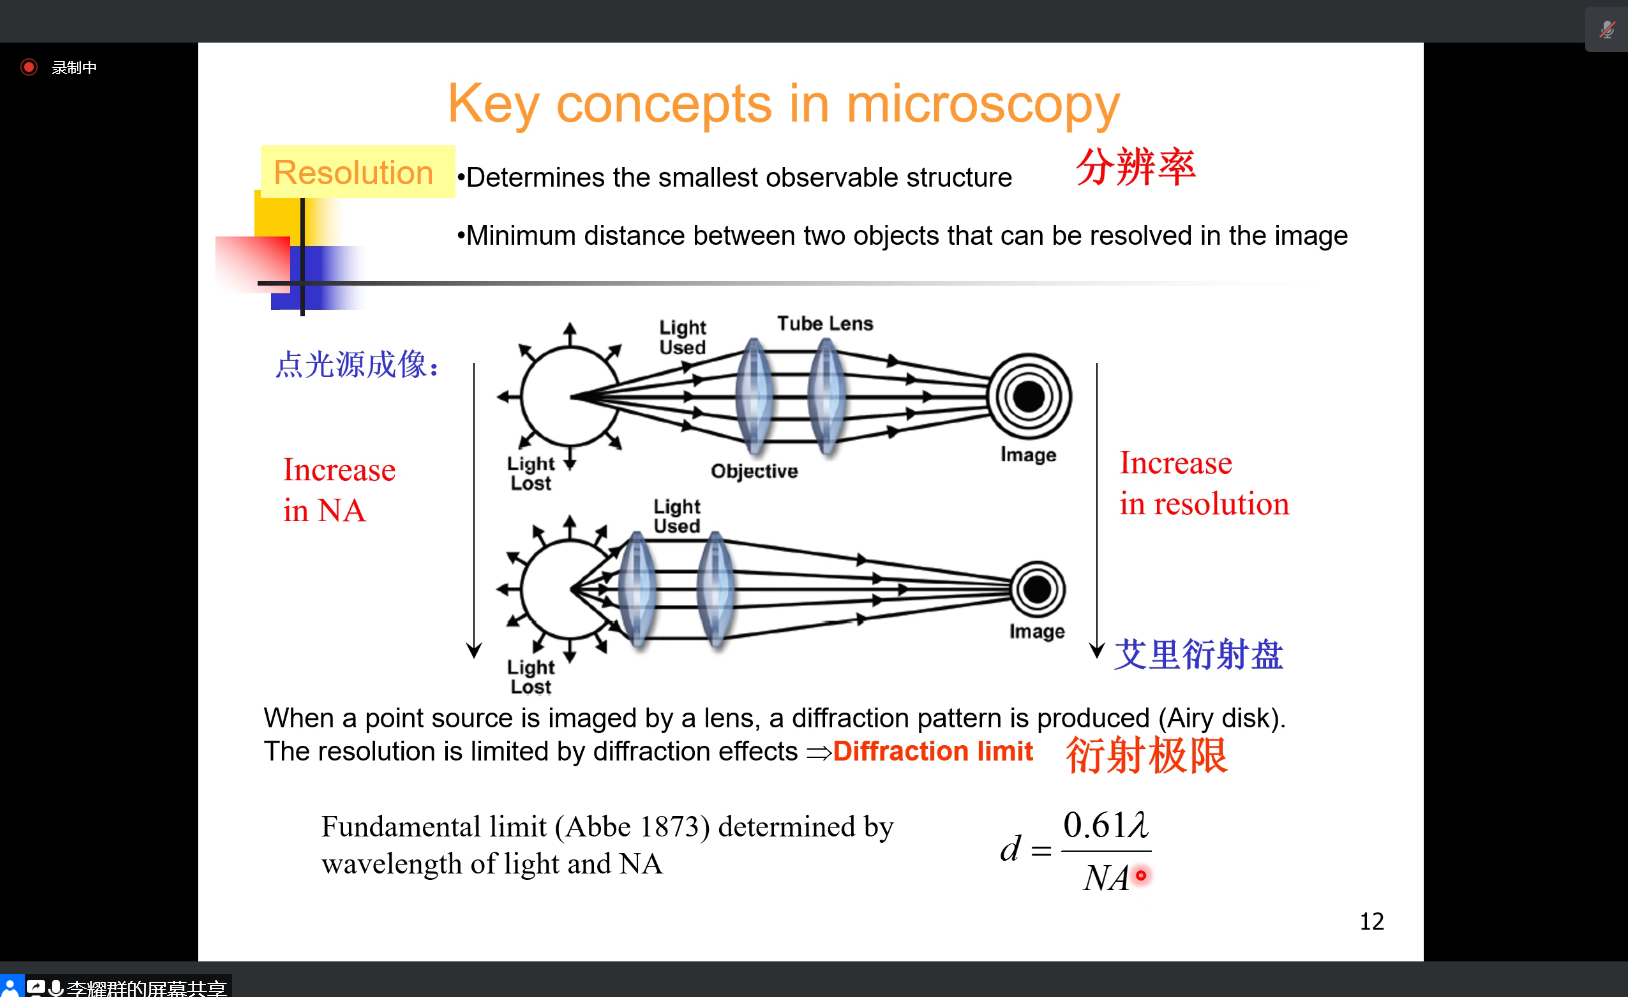 录制中
Key concepts in microscopy
Resolution
•Determines the smallest observable structure
分辨率
•Minimum distance between two objects that can be resolved in the image
点光源成像：
Light
Used
Tube Lens
Light
Lost
Objective
Image
Increase
in NA
Increase
in resolution
Light
Used
Light
Lost
Image
艾里衍射盘
When a point source is imaged by a lens, a diffraction pattern is produced (Airy disk).
The resolution is limited by diffraction effects ⇒Diffraction limit
衍射极限
Fundamental limit (Abbe 1873) determined by
wavelength of light and NA
d = 0.61λ / NA
12
李耀群的屏幕共享